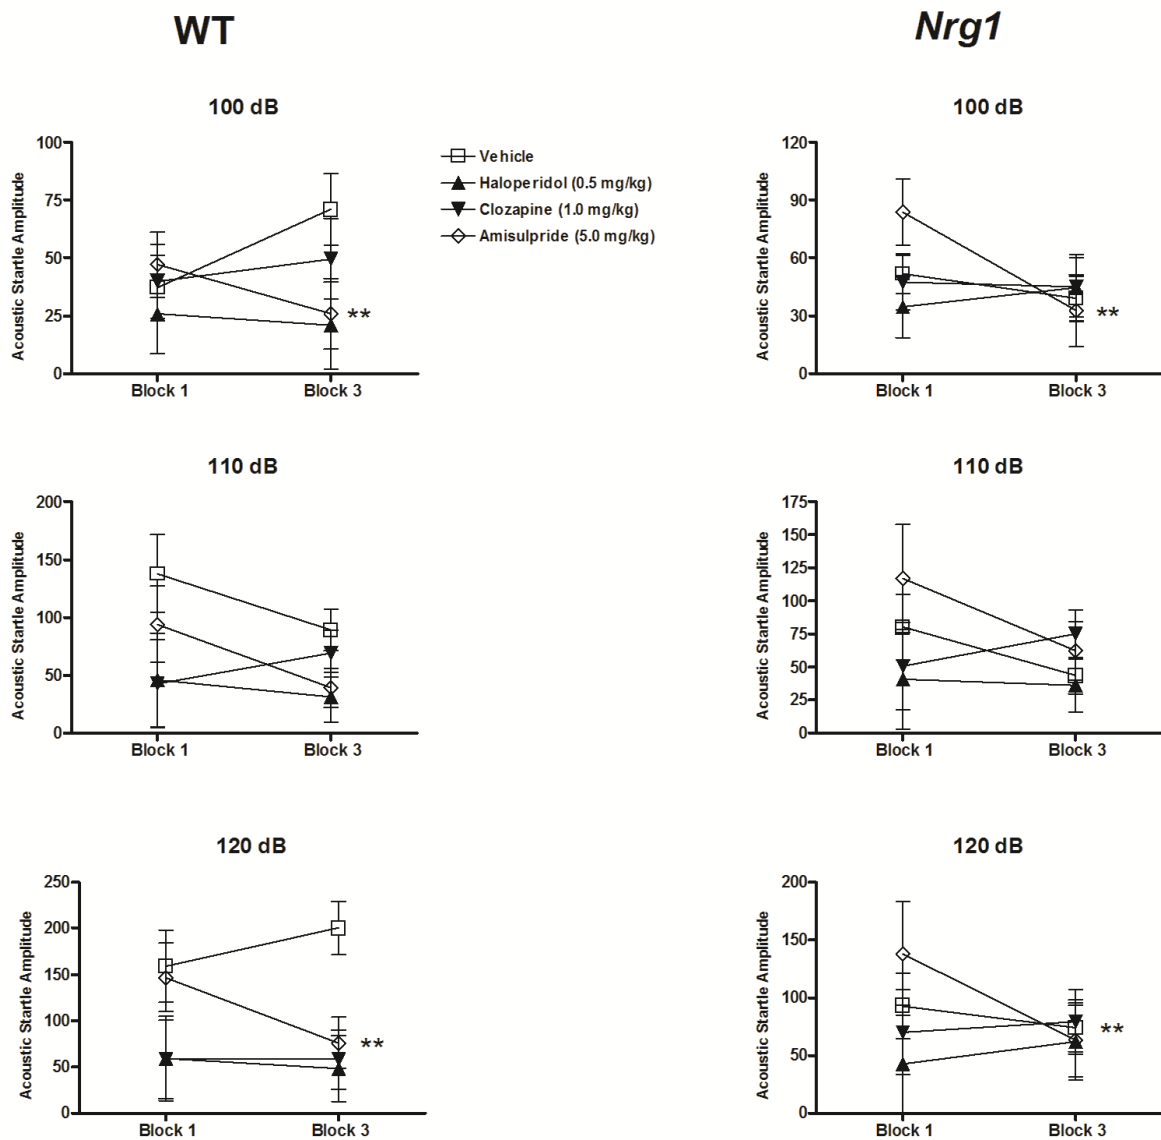 WT
Nrg1
100 dB
Acoustic Startle Amplitude
100
75
50
25
0
Block 1
Block 3
**
Vehicle
Haloperidol (0.5 mg/kg)
Clozapine (1.0 mg/kg)
Amisulpride (5.0 mg/kg)
100 dB
Acoustic Startle Amplitude
120
90
60
30
0
Block 1
Block 3
**
110 dB
Acoustic Startle Amplitude
200
150
100
50
0
Block 1
Block 3
110 dB
Acoustic Startle Amplitude
175
150
125
100
75
50
25
0
Block 1
Block 3
120 dB
Acoustic Startle Amplitude
250
200
150
100
50
0
Block 1
Block 3
**
120 dB
Acoustic Startle Amplitude
200
150
100
50
0
Block 1
Block 3
**